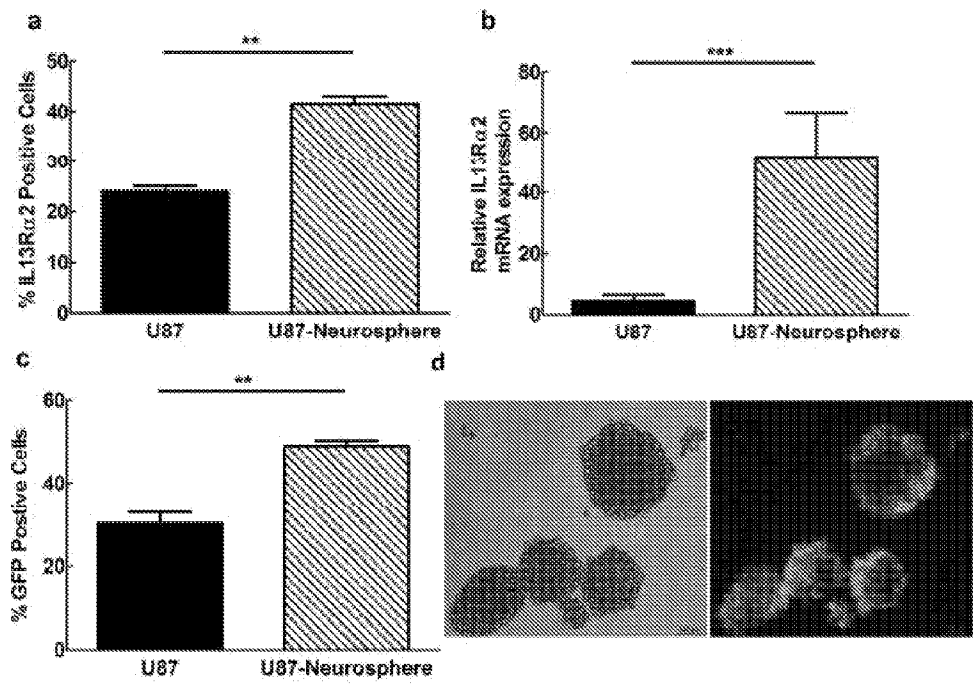 a
**
% IL13Rα2 Positive Cells
50
40
30
20
10
0
U87
U87-Neurosphere
b
***
Relative IL13Rα2
mRNA expression
80
60
40
20
0
U87
U87-Neurosphere
c
**
% GFP Postive Cells
60
40
20
0
U87
U87-Neurosphere
d